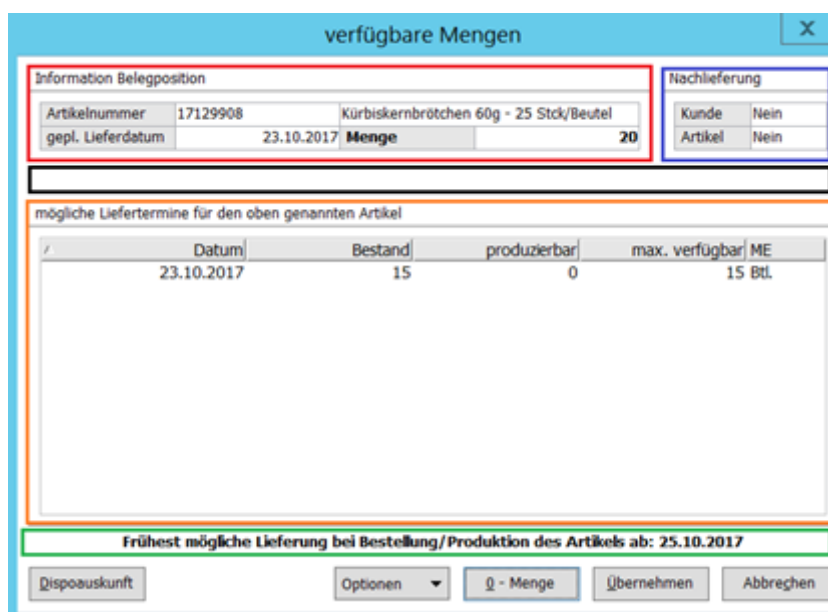 verfügbare Mengen
X
Information Belegposition
Nachlieferung
Artikelnummer 17129908 Kürbiskernbrötchen 60g - 25 Stck/Beutel
Kunde Nein
gepl. Lieferdatum 23.10.2017 Menge 20
Artikel Nein
mögliche Liefertermine für den oben genannten Artikel
/ Datum Bestand produzierbar max. verfügbar ME
23.10.2017 15 0 15 Btl.
Frühest mögliche Lieferung bei Bestellung/Produktion des Artikels ab: 25.10.2017
Dispoauskunft Optionen 0 - Menge Übernehmen Abbrechen